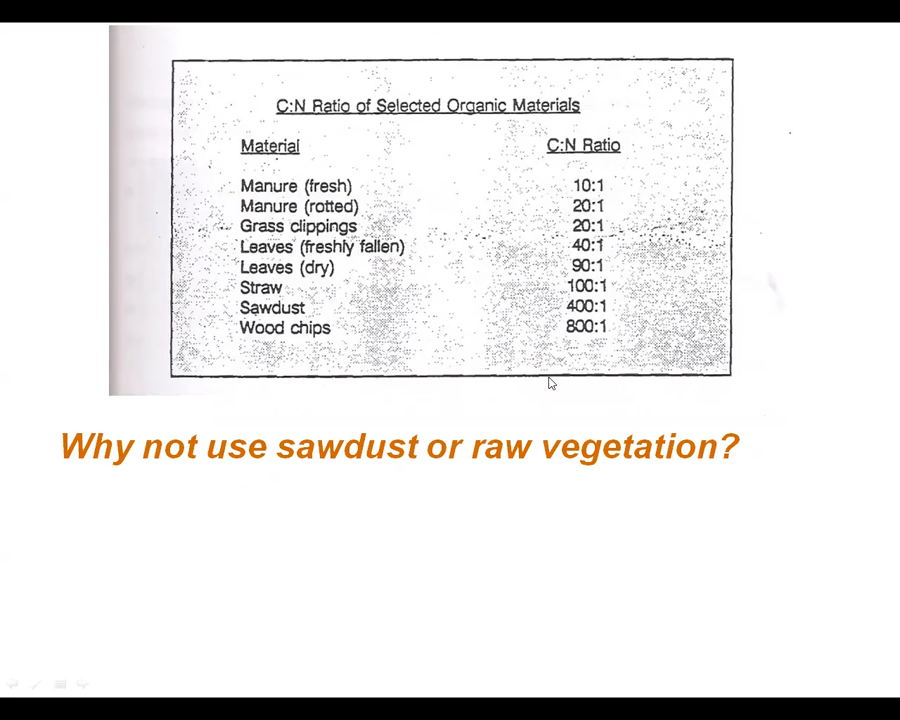 C:N Ratio of Selected Organic Materials
Material C:N Ratio
Manure (fresh) 10:1
Manure (rotted) 20:1
Grass clippings 20:1
Leaves (freshly fallen) 40:1
Leaves (dry) 90:1
Straw 100:1
Sawdust 400:1
Wood chips 800:1
Why not use sawdust or raw vegetation?